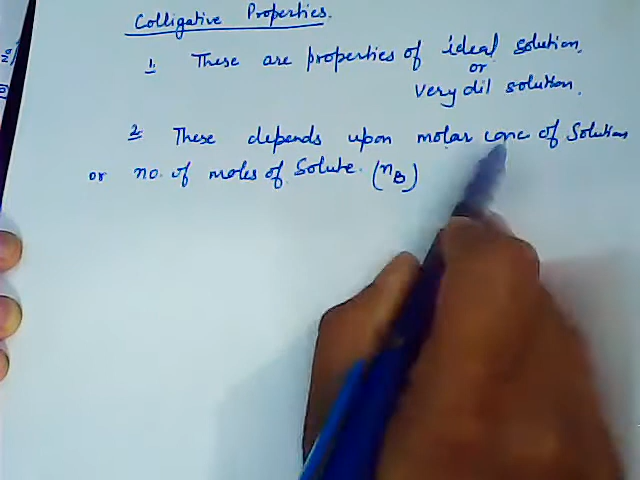 Colligative Properties.
1 These are properties of ideal solution.
or
very dil solution.
2 These depends upon molar conc of Solution
or no. of moles of Solute. (nB)